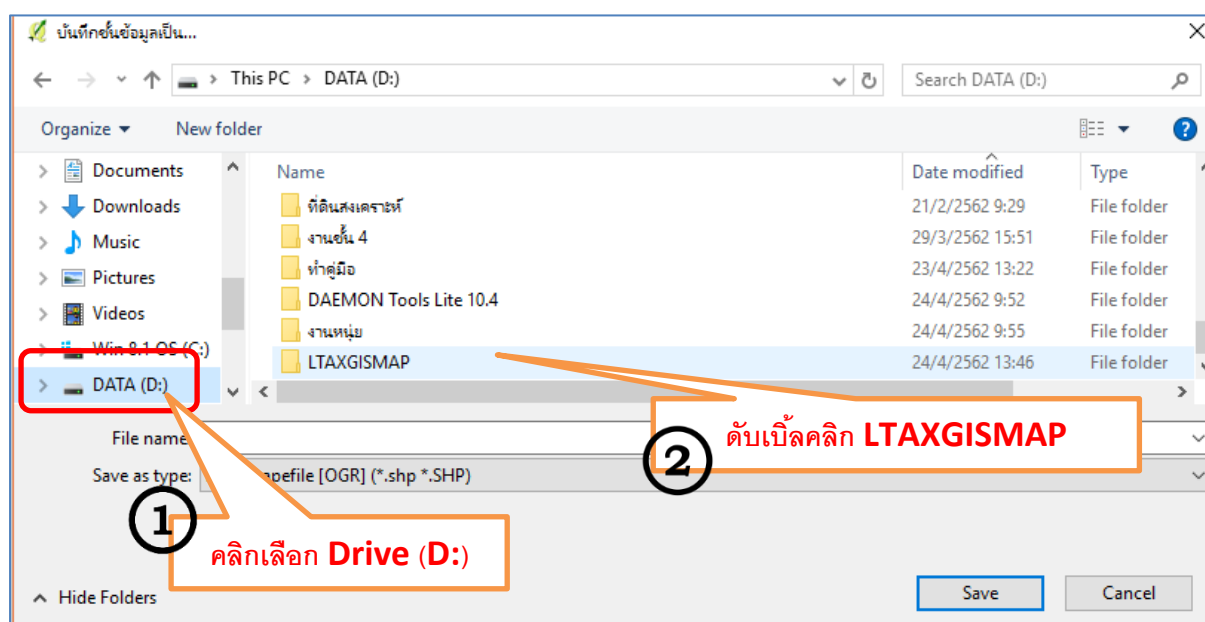 บันทึกชั้นข้อมูลเป็น...
This PC > DATA (D:)
Search DATA (D:)
Organize
New folder
Name
Date modified
Type
Documents
Downloads
Music
Pictures
Videos
Win 8.1 OS (C:)
DATA (D:)
ที่ดินสงเคราะห์ 21/2/2562 9:29 File folder
งานชั้น 4 29/3/2562 15:51 File folder
ทำคู่มือ 23/4/2562 13:22 File folder
DAEMON Tools Lite 10.4 24/4/2562 9:52 File folder
งานหนุ่ย 24/4/2562 9:55 File folder
LTAXGISMAP 24/4/2562 13:46 File folder
2
ดับเบิ้ลคลิก LTAXGISMAP
File name
Save as type:
[OGR] (*.shp *.SHP)
1
คลิกเลือก Drive (D:)
Hide Folders
Save
Cancel